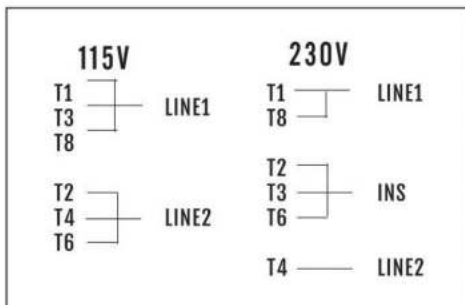 115V
T1
T3 LINE1
T8
T2
T4 LINE2
T6
230V
T1 LINE1
T8
T2
T3 INS
T6
T4 LINE2